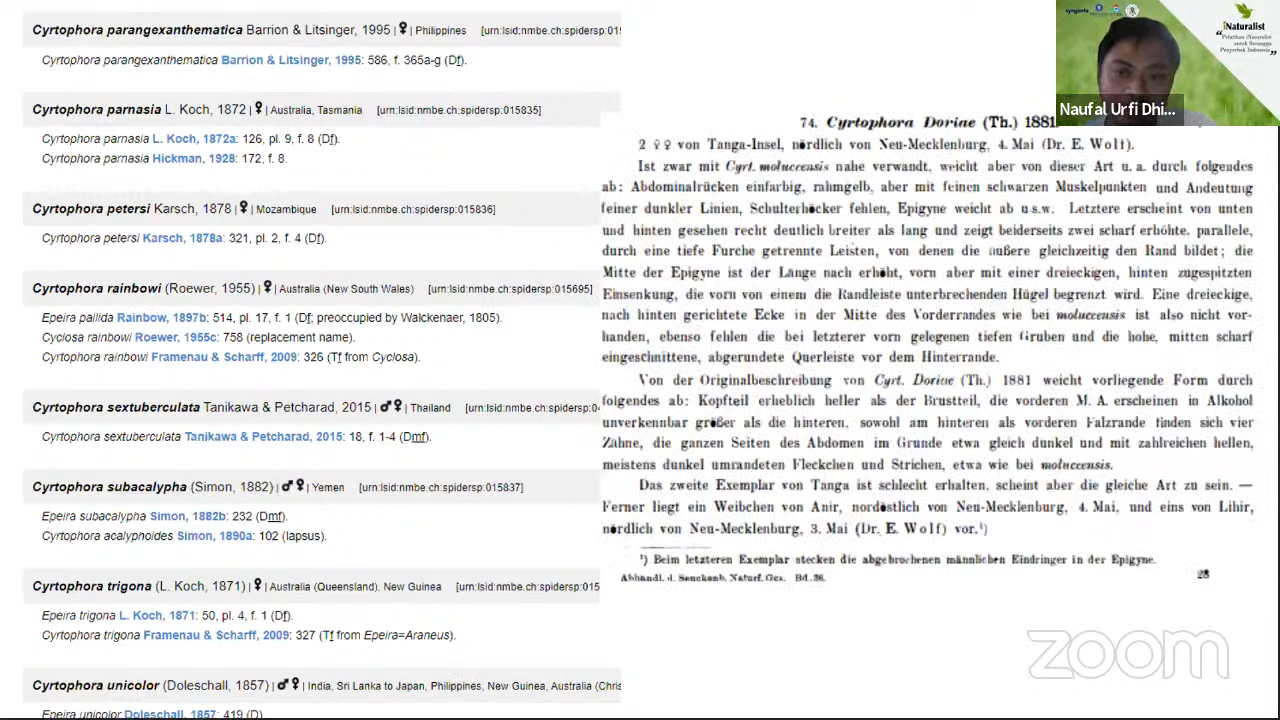 Cyrtophora parangexanthematica Barrion & Litsinger, 1995 | ♀ | Philippines [urn:lsid:nmbe.ch:spidersp:015
Cyrtophora parangexanthematica Barrion & Litsinger, 1995: 566, f. 365a-g (Df).
Cyrtophora parnasia L. Koch, 1872 | ♀ | Australia, Tasmania [urn:lsid:nmbe.ch:spidersp:015835]
Cyrtophora parnasia L. Koch, 1872a: 126, pl. 9, f. 8 (Df).
Cyrtophora parnasia Hickman, 1928: 172, f. 8.
Cyrtophora petersi Karsch, 1878 | ♀ | Mozambique [urn:lsid:nmbe.ch:spidersp:015836]
Cyrtophora petersi Karsch, 1878a: 321, pl. 2, f. 4 (Df).
Cyrtophora rainbowi (Roewer, 1955) | ♀ | Australia (New South Wales) [urn:lsid:nmbe.ch:spidersp:015695]
Epeira pallida Rainbow, 1897b: 514, pl. 17, f. 1 (Df; preoccupied by Walckenaer, 1805).
Cyclosa rainbowi Roewer, 1955c: 758 (replacement name).
Cyrtophora rainbowi Framenau & Scharff, 2009: 326 (Tf from Cyclosa).
Cyrtophora sextuberculata Tanikawa & Petcharad, 2015 | ♂♀ | Thailand [urn:lsid:nmbe.ch:spidersp:0
Cyrtophora sextuberculata Tanikawa & Petcharad, 2015: 18, f. 1-4 (Dmf).
Cyrtophora subacalypha (Simon, 1882) | ♂♀ | Yemen [urn:lsid:nmbe.ch:spidersp:015837]
Epeira subacalypha Simon, 1882b: 232 (Dmf).
Cyrtophora acalyphoides Simon, 1890a: 102 (lapsus).
Cyrtophora trigona (L. Koch, 1871) | ♀ | Australia (Queensland), New Guinea [urn:lsid:nmbe.ch:spidersp:015
Epeira trigona L. Koch, 1871: 50, pl. 4, f. 1 (Df).
Cyrtophora trigona Framenau & Scharff, 2009: 327 (Tf from Epeira=Araneus).
Cyrtophora unicolor (Doleschall, 1857) | ♂♀ | India, Sri Lanka to Japan, Philippines, New Guinea, Australia (Chris
Epeira unicolor Doleschall, 1857: 419 (D)
74. Cyrtophora Doriae (Th.) 1881.
2 ♀♀ von Tanga-Insel, nördlich von Neu-Mecklenburg, 4. Mai (Dr. E. Wolf).
Ist zwar mit Cyrt. moluccensis nahe verwandt, weicht aber von dieser Art u. a. durch folgendes
ab: Abdominalrücken einfarbig, rahmgelb, aber mit feinen schwarzen Muskelpunkten und Andeutung
feiner dunkler Linien, Schulterhöcker fehlen, Epigyne weicht ab u.s.w. Letztere erscheint von unten
und hinten gesehen recht deutlich breiter als lang und zeigt beiderseits zwei scharf erhöhte, parallele,
durch eine tiefe Furche getrennte Leisten, von denen die äußere gleichzeitig den Rand bildet; die
Mitte der Epigyne ist der Länge nach erhöht, vorn aber mit einer dreieckigen, hinten zugespitzten
Einsenkung, die vorn von einem die Randleiste unterbrechenden Hügel begrenzt wird. Eine dreieckige,
nach hinten gerichtete Ecke in der Mitte des Vorderrandes wie bei moluccensis ist also nicht vor-
handen, ebenso fehlen die bei letzterer vorn gelegenen tiefen Gruben und die hohe, mitten scharf
eingeschnittene, abgerundete Querleiste vor dem Hinterrande.
Von der Originalbeschreibung von Cyrt. Doriae (Th.) 1881 weicht vorliegende Form durch
folgendes ab: Kopfteil erheblich heller als der Brustteil, die vorderen M. A. erscheinen in Alkohol
unverkennbar größer als die hinteren, sowohl am hinteren als vorderen Falzrande finden sich vier
Zähne, die ganzen Seiten des Abdomen im Grunde etwa gleich dunkel und mit zahlreichen hellen,
meistens dunkel umrandeten Fleckchen und Strichen, etwa wie bei moluccensis.
Das zweite Exemplar von Tanga ist schlecht erhalten, scheint aber die gleiche Art zu sein. —
Ferner liegt ein Weibchen von Anir, nordöstlich von Neu-Mecklenburg, 4. Mai, und eins von Lihir,
nördlich von Neu-Mecklenburg, 3. Mai (Dr. E. Wolf) vor.¹)
¹) Beim letzteren Exemplar stecken die abgebrochenen männlichen Eindringer in der Epigyne.
Abhandl. d. Senckenb. Naturf. Ges. Bd. 36.
28
syngenta
iNaturalist
"Pelatihan iNaturalist
untuk Serangga
Penyerbuk Indonesia"
Naufal Urfi Dhi...
zoom